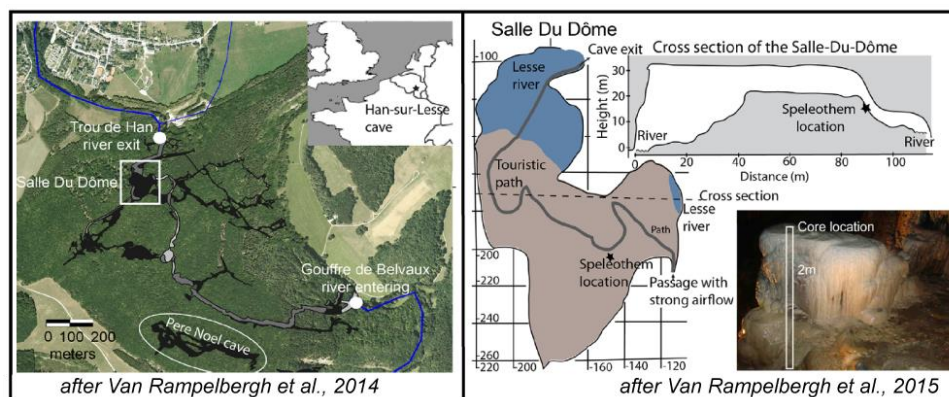 Trou de Han
river exit
Salle Du Dôme
Han-sur-Lesse
cave
Gouffre de Belvaux
river entering
Pere Noel cave
0 100 200
meters
after Van Rampelbergh et al., 2014
Salle Du Dôme
-100
Cave exit
Lesse
river
Touristic
path
Cross section
Lesse
river
Path
Speleothem
location
Passage with
strong airflow
-200
-220
-240
-260
-220
-200
-160
-140
-120
Cross section of the Salle-Du-Dôme
Height (m)
30
20
10
0
River
Speleothem
location
River
0
20
40
60
80
100
Distance (m)
Core location
2m
after Van Rampelbergh et al., 2015